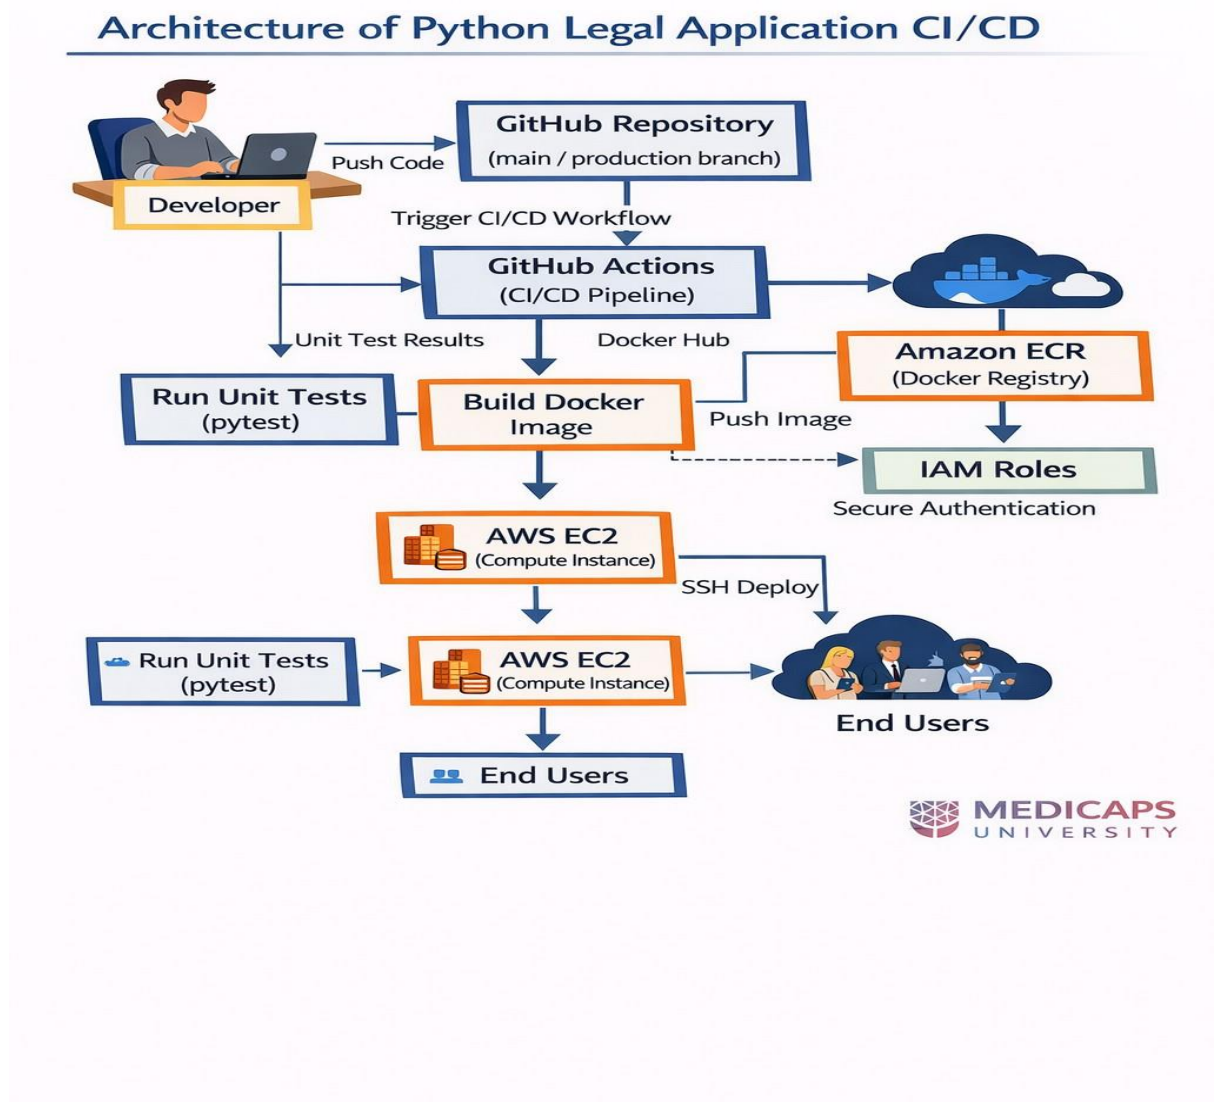 Architecture of Python Legal Application CI/CD
GitHub Repository
(main / production branch)
Push Code
Developer
Trigger CI/CD Workflow
GitHub Actions
(CI/CD Pipeline)
Unit Test Results
Docker Hub
Amazon ECR
(Docker Registry)
Run Unit Tests
(pytest)
Build Docker
Image
Push Image
IAM Roles
Secure Authentication
AWS EC2
(Compute Instance)
SSH Deploy
Run Unit Tests
(pytest)
AWS EC2
(Compute Instance)
End Users
End Users
MEDICAPS
UNIVERSITY